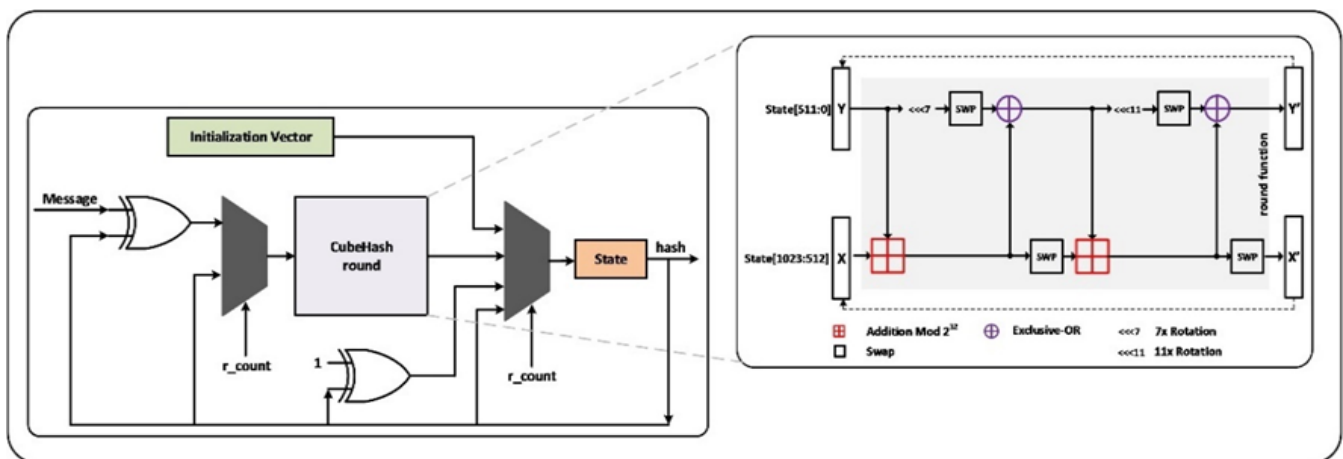 Initialization Vector
Message
CubeHash
round
State
hash
r_count
1
r_count
State[511:0]
Y
<<<7
SWP
<<<11
SWP
Y'
round function
State[1023:512]
X
SWP
SWP
X'
Addition Mod 2³²
Exclusive-OR
<<<7 7x Rotation
Swap
<<<11 11x Rotation